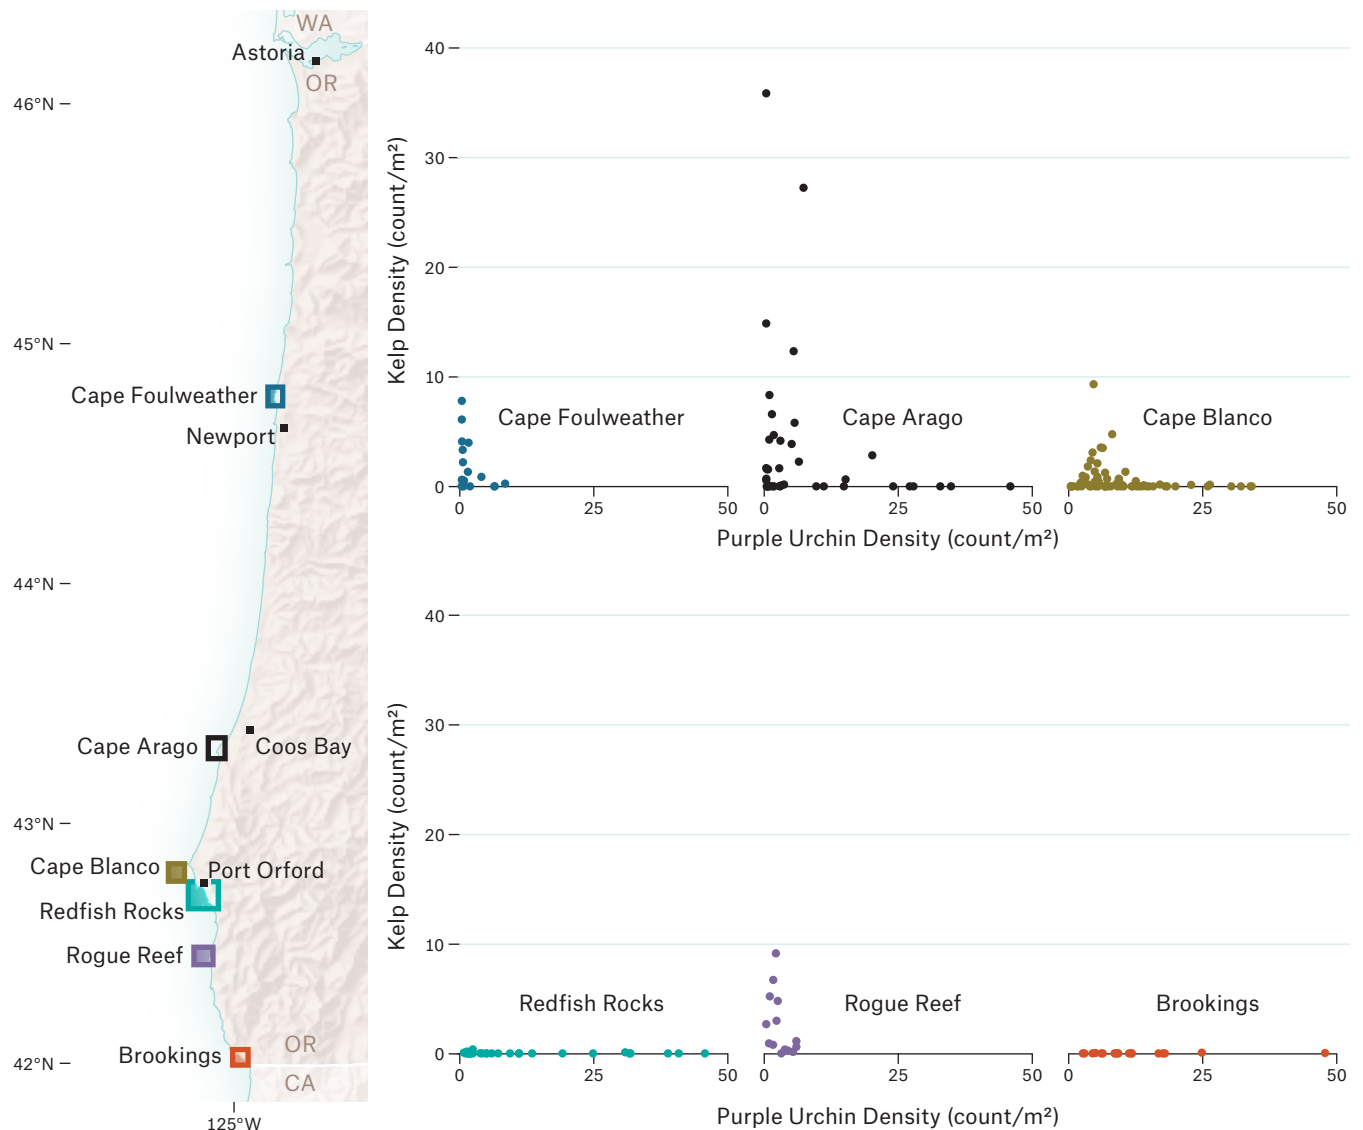 WA
Astoria
OR
46°N
45°N
Cape Foulweather
Newport
44°N
Cape Arago
Coos Bay
43°N
Cape Blanco
Port Orford
Redfish Rocks
Rogue Reef
Brookings
OR
42°N
CA
125°W
Kelp Density (count/m²)
40
30
20
10
0
Cape Foulweather
Cape Arago
Cape Blanco
0 25 50
0 25 50
0 25 50
Purple Urchin Density (count/m²)
Kelp Density (count/m²)
40
30
20
10
0
Redfish Rocks
Rogue Reef
Brookings
0 25 50
0 25 50
0 25 50
Purple Urchin Density (count/m²)